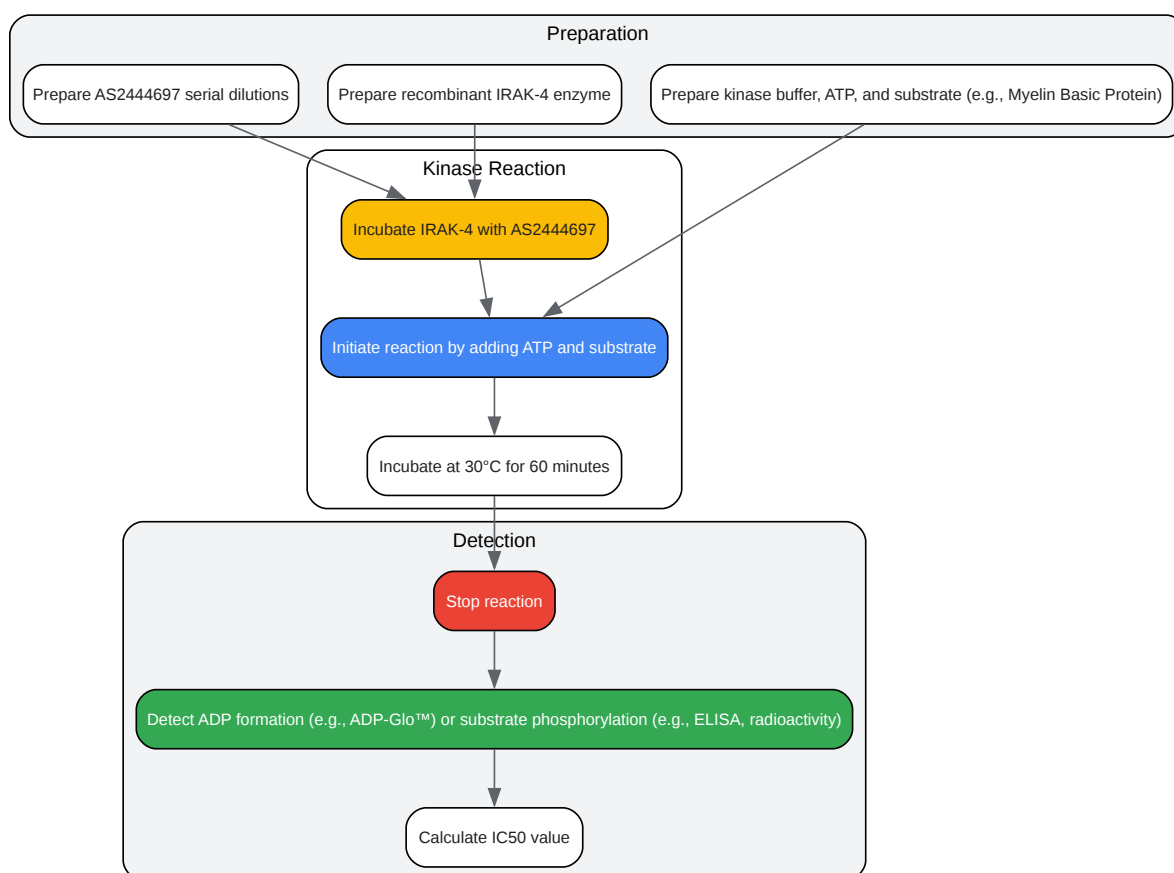 Preparation
Prepare AS2444697 serial dilutions
Prepare recombinant IRAK-4 enzyme
Prepare kinase buffer, ATP, and substrate (e.g., Myelin Basic Protein)
Kinase Reaction
Incubate IRAK-4 with AS2444697
Initiate reaction by adding ATP and substrate
Incubate at 30°C for 60 minutes
Detection
Stop reaction
Detect ADP formation (e.g., ADP-Glo™) or substrate phosphorylation (e.g., ELISA, radioactivity)
Calculate IC50 value